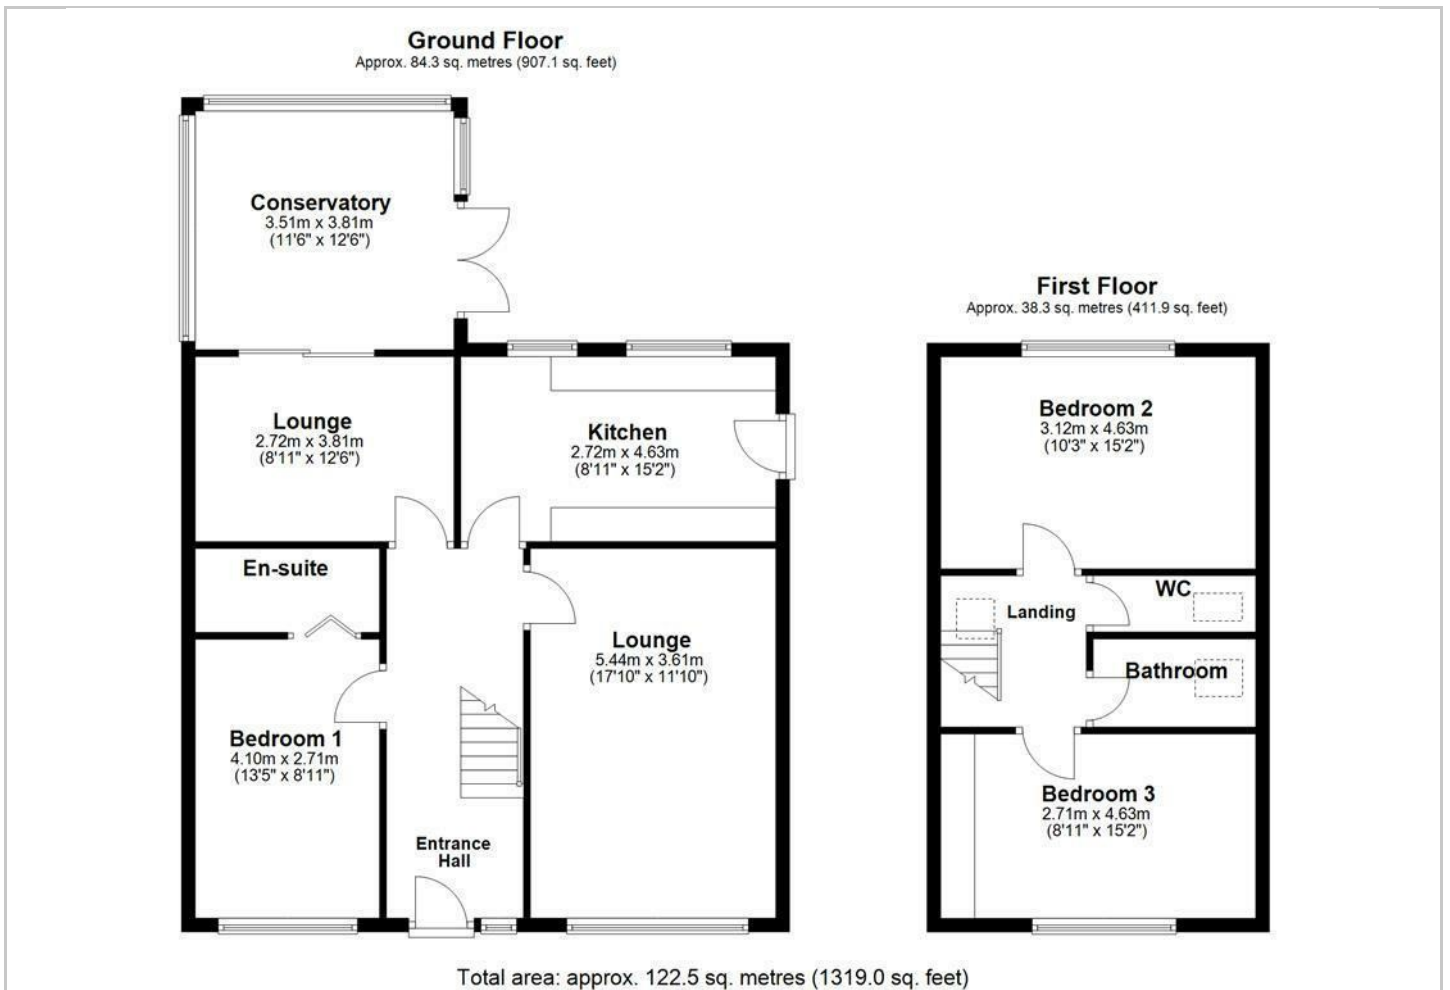 Ground Floor
Approx. 84.3 sq. metres (907.1 sq. feet)
Conservatory
3.51m x 3.81m
(11'6" x 12'6")
Lounge
2.72m x 3.81m
(8'11" x 12'6")
Kitchen
2.72m x 4.63m
(8'11" x 15'2")
En-suite
Lounge
5.44m x 3.61m
(17'10" x 11'10")
Bedroom 1
4.10m x 2.71m
(13'5" x 8'11")
Entrance
Hall
First Floor
Approx. 38.3 sq. metres (411.9 sq. feet)
Bedroom 2
3.12m x 4.63m
(10'3" x 15'2")
Landing
WC
Bathroom
Bedroom 3
2.71m x 4.63m
(8'11" x 15'2")
Total area: approx. 122.5 sq. metres (1319.0 sq. feet)